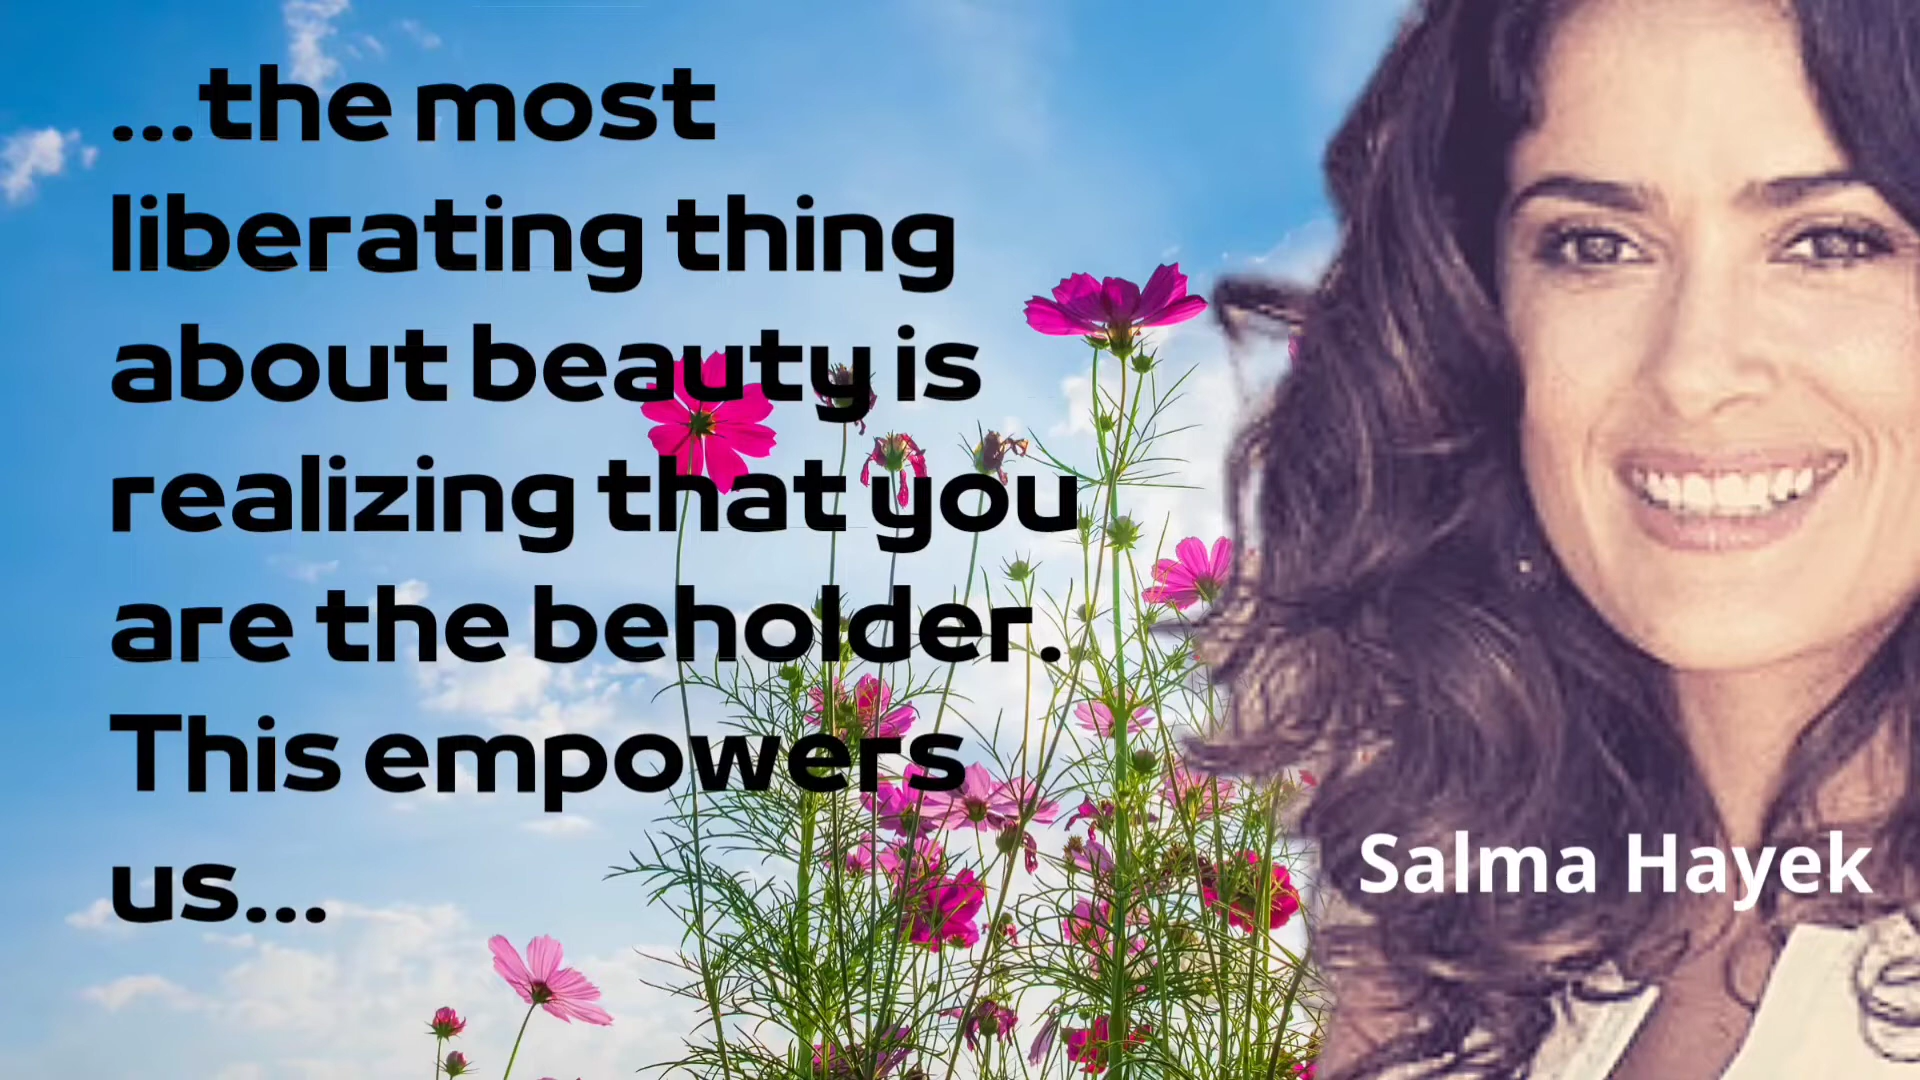 ...the most
liberating thing
about beauty is
realizing that you
are the beholder.
This empowers
us...
Salma Hayek